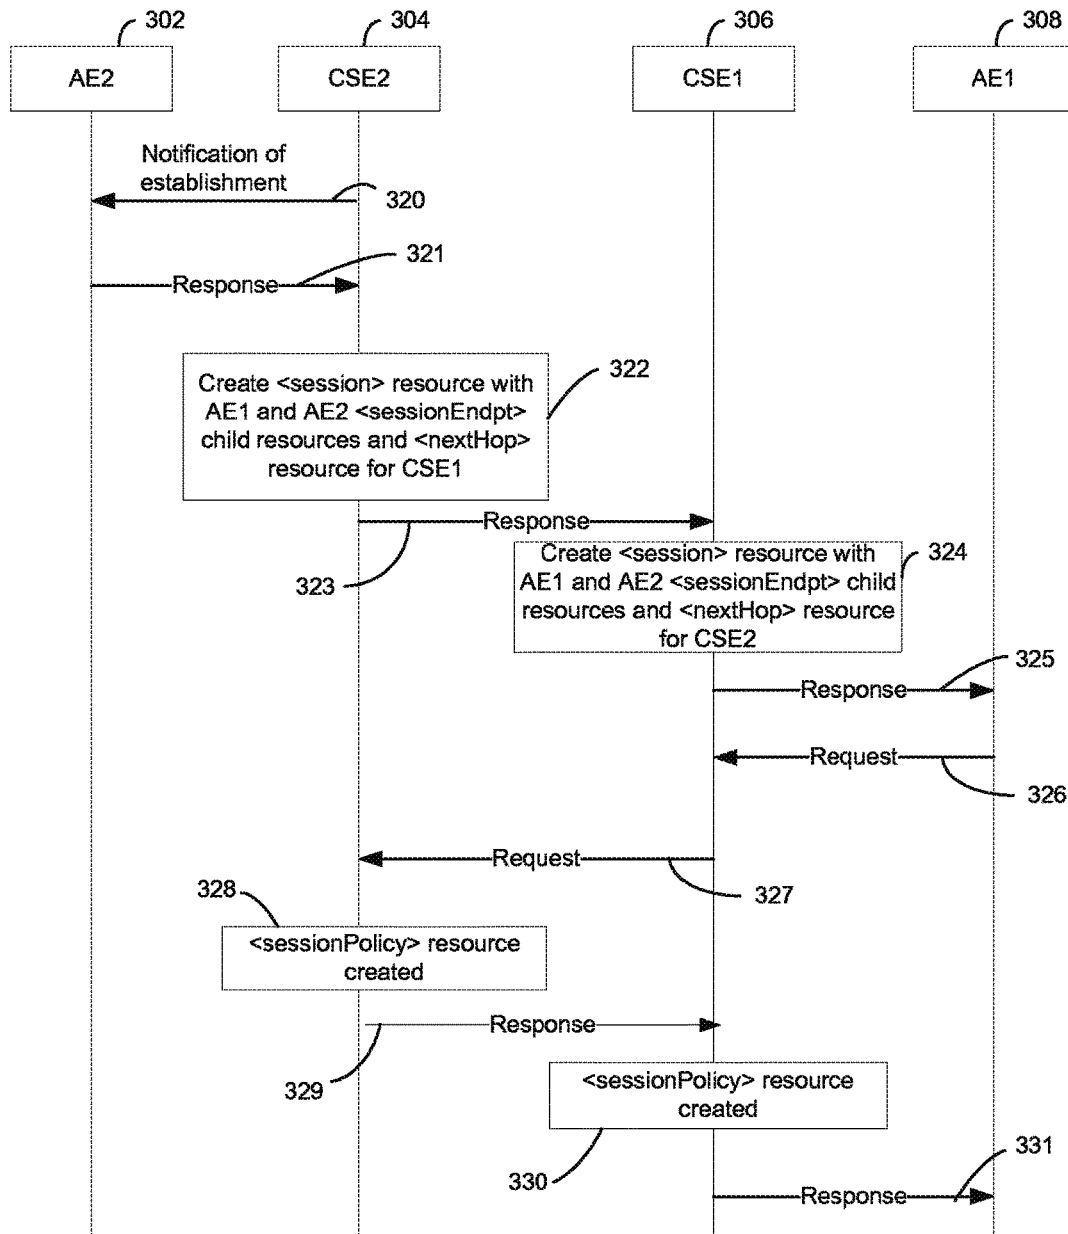 302
304
306
308
AE2
CSE2
CSE1
AE1
Notification of
establishment
320
321
Response
322
Create <session> resource with
AE1 and AE2 <sessionEndpt>
child resources and <nextHop>
resource for CSE1
Response
323
324
Create <session> resource with
AE1 and AE2 <sessionEndpt> child
resources and <nextHop> resource
for CSE2
325
Response
Request
326
Request
327
328
<sessionPolicy> resource
created
Response
329
<sessionPolicy> resource
created
330
331
Response